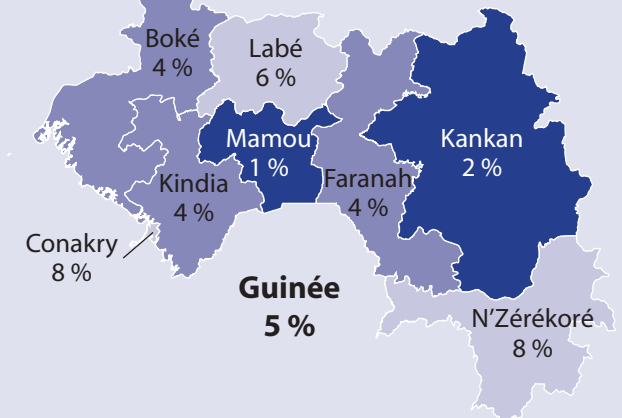 Boké
4 %
Labé
6 %
Mamou
1 %
Kankan
2 %
Kindia
4 %
Faranah
4 %
Conakry
8 %
Guinée
5 %
N’Zérékoré
8 %